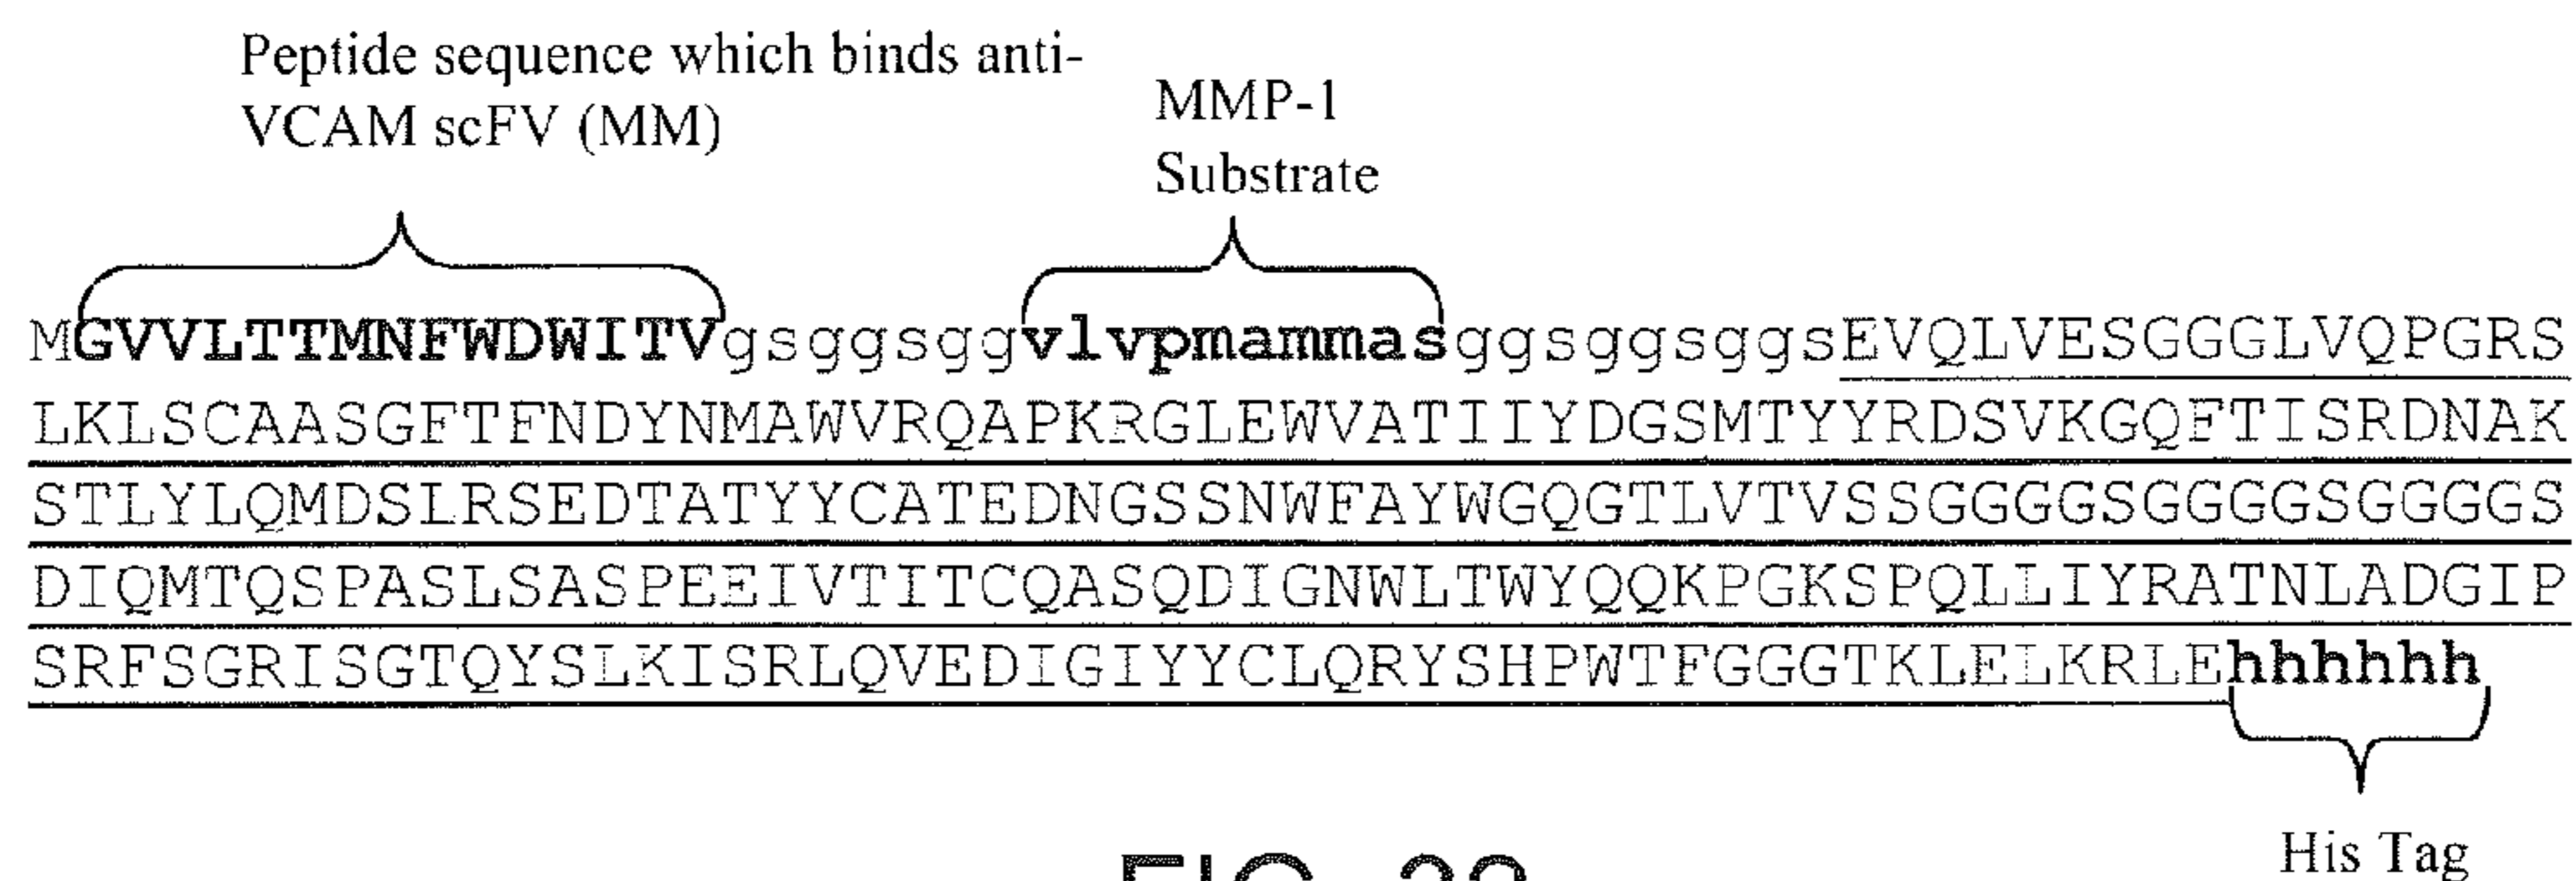 Peptide sequence which binds anti-
VCAM scFV (MM)
MMP-1
Substrate
MGVVLTTMNFWDWITVgsggsggvlvpmammasggsggsggsEVQLVESGGGLVQPGRS
LKLSCAASGFTFNDYNMAWVRQAPKRGLEWVATIIYDGSMTYYRDSVKGQFTISRDNAK
STLYLQMDSLRSEDTATYYCATEDNGSSNWFAYWGQGTLVTVSSGGGGSGGGGSGGGGS
DIQMTQSPASLSASPEEIVTITCQASQDIGNWLTWYQQKPGKSPQLLIYRATNLADGIP
SRFSGRISGTQYSLKISRLQVEDIGIYYCLQRYSHPWTFGGGTKLELKRLEhhhhhh
His Tag